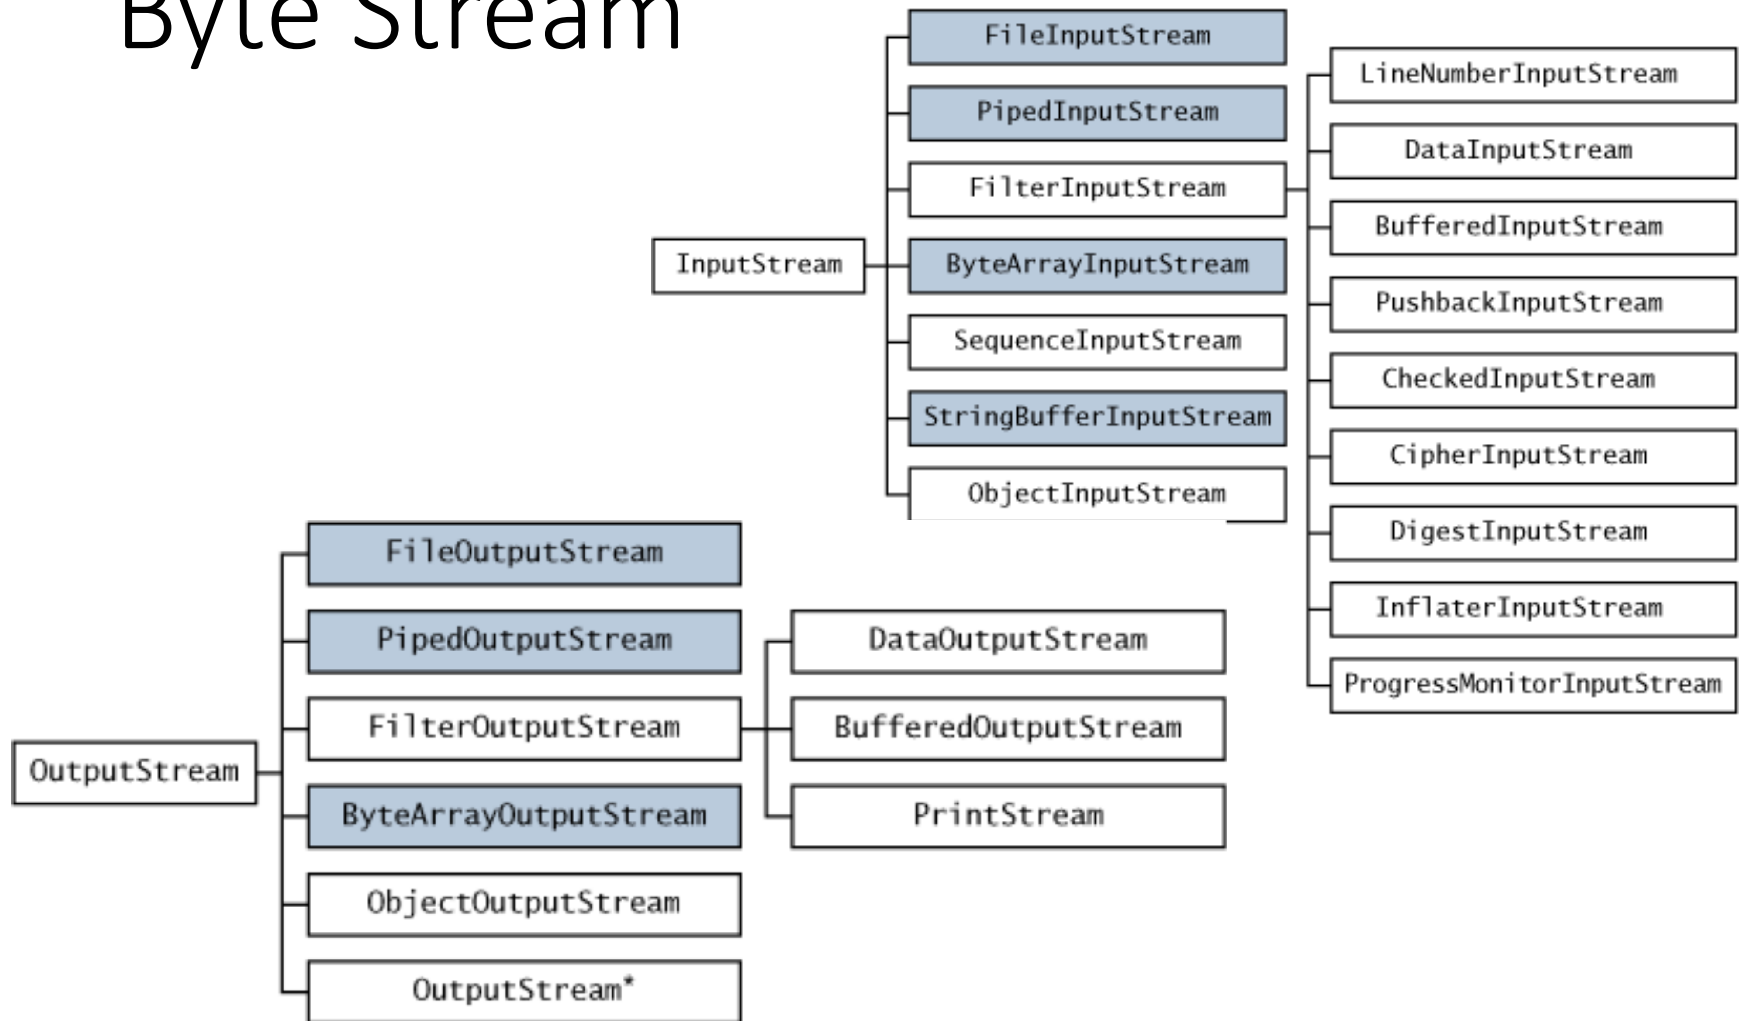 Byte Stream
FileInputStream
PipedInputStream
FilterInputStream
InputStream
ByteArrayInputStream
SequenceInputStream
StringBufferInputStream
ObjectInputStream
LineNumberInputStream
DataInputStream
BufferedInputStream
PushbackInputStream
CheckedInputStream
CipherInputStream
DigestInputStream
InflaterInputStream
ProgressMonitorInputStream
FileOutputStream
PipedOutputStream
FilterOutputStream
OutputStream
ByteArrayOutputStream
ObjectOutputStream
OutputStream*
DataOutputStream
BufferedOutputStream
PrintStream